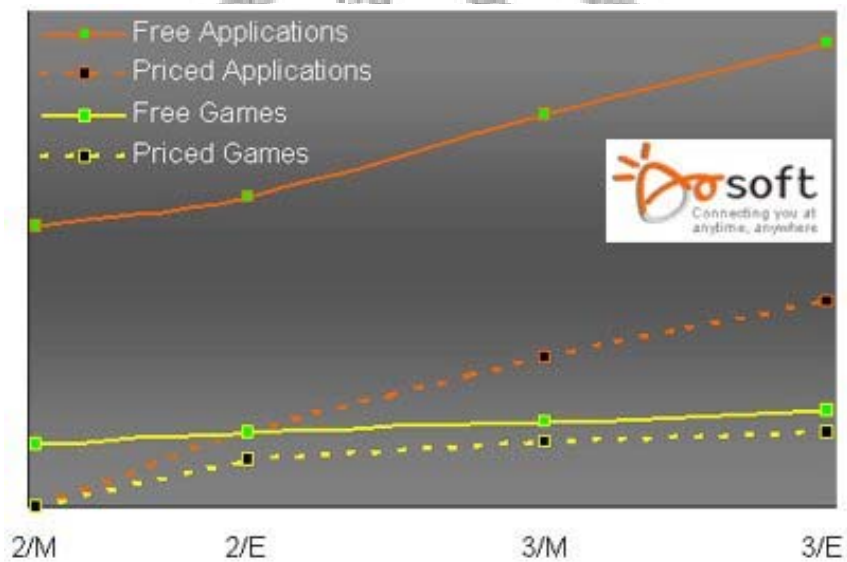 Free Applications
Priced Applications
Free Games
Priced Games
soft
Connecting you at
anytime, anywhere
2/M 2/E 3/M 3/E